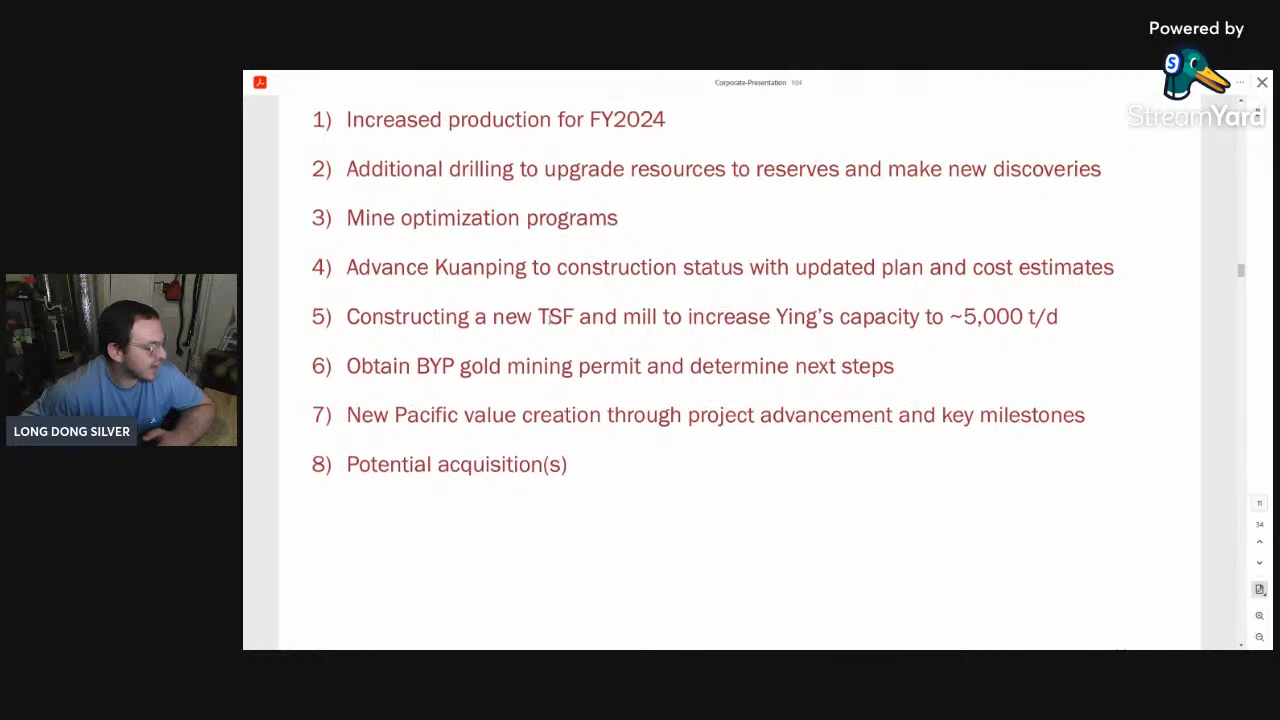 Powered by
StreamYard
Corporate-Presentation PDF
1) Increased production for FY2024
2) Additional drilling to upgrade resources to reserves and make new discoveries
3) Mine optimization programs
4) Advance Kuanping to construction status with updated plan and cost estimates
5) Constructing a new TSF and mill to increase Ying's capacity to ~5,000 t/d
6) Obtain BYP gold mining permit and determine next steps
7) New Pacific value creation through project advancement and key milestones
8) Potential acquisition(s)
LONG DONG SILVER
11
34